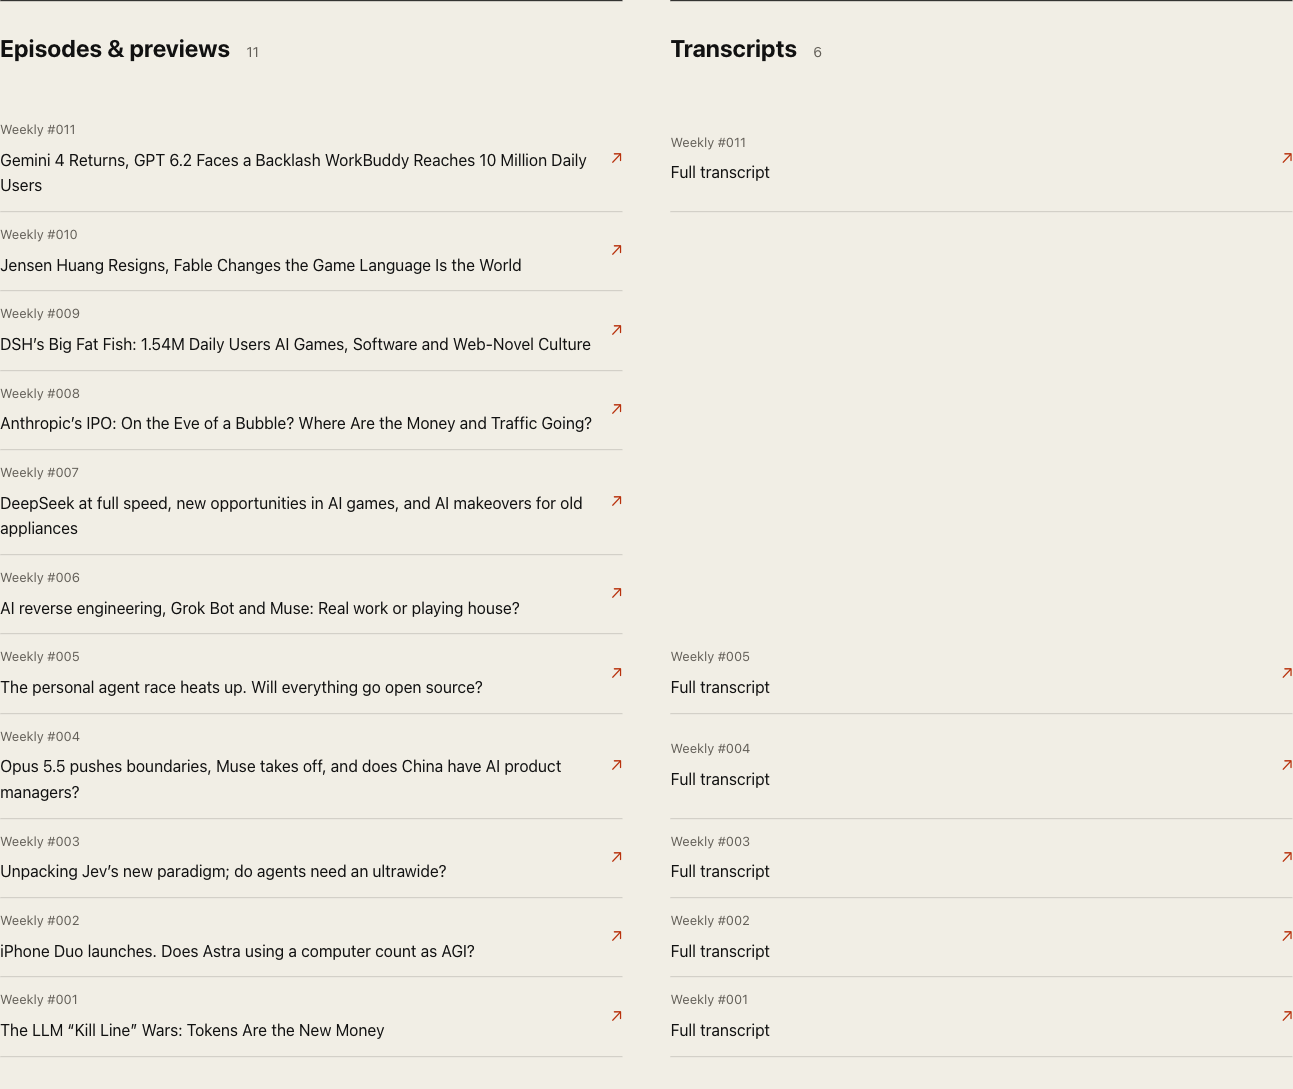 Episodes & previews 11
Weekly #011
Gemini 4 Returns, GPT 6.2 Faces a Backlash WorkBuddy Reaches 10 Million Daily
Users
Weekly #010
Jensen Huang Resigns, Fable Changes the Game Language Is the World
Weekly #009
DSH’s Big Fat Fish: 1.54M Daily Users AI Games, Software and Web-Novel Culture
Weekly #008
Anthropic’s IPO: On the Eve of a Bubble? Where Are the Money and Traffic Going?
Weekly #007
DeepSeek at full speed, new opportunities in AI games, and AI makeovers for old
appliances
Weekly #006
AI reverse engineering, Grok Bot and Muse: Real work or playing house?
Weekly #005
The personal agent race heats up. Will everything go open source?
Weekly #004
Opus 5.5 pushes boundaries, Muse takes off, and does China have AI product
managers?
Weekly #003
Unpacking Jev’s new paradigm; do agents need an ultrawide?
Weekly #002
iPhone Duo launches. Does Astra using a computer count as AGI?
Weekly #001
The LLM “Kill Line” Wars: Tokens Are the New Money
Transcripts 6
Weekly #011
Full transcript
Weekly #005
Full transcript
Weekly #004
Full transcript
Weekly #003
Full transcript
Weekly #002
Full transcript
Weekly #001
Full transcript